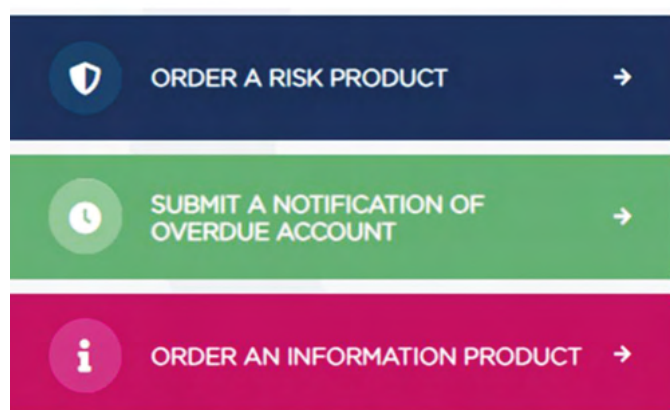 ORDER A RISK PRODUCT
SUBMIT A NOTIFICATION OF
OVERDUE ACCOUNT
ORDER AN INFORMATION PRODUCT